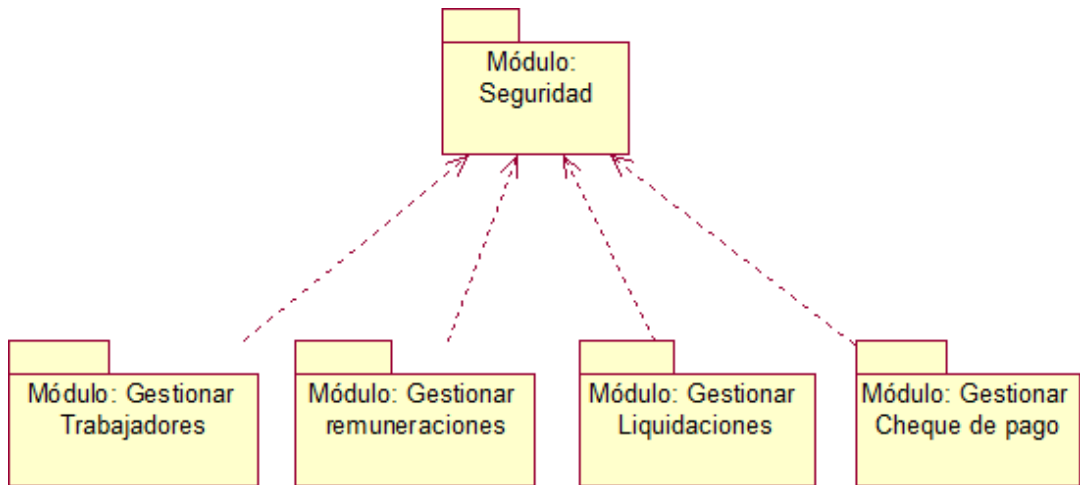 Módulo:
Seguridad
Módulo: Gestionar
Trabajadores
Módulo: Gestionar
remuneraciones
Módulo: Gestionar
Liquidaciones
Módulo: Gestionar
Cheque de pago